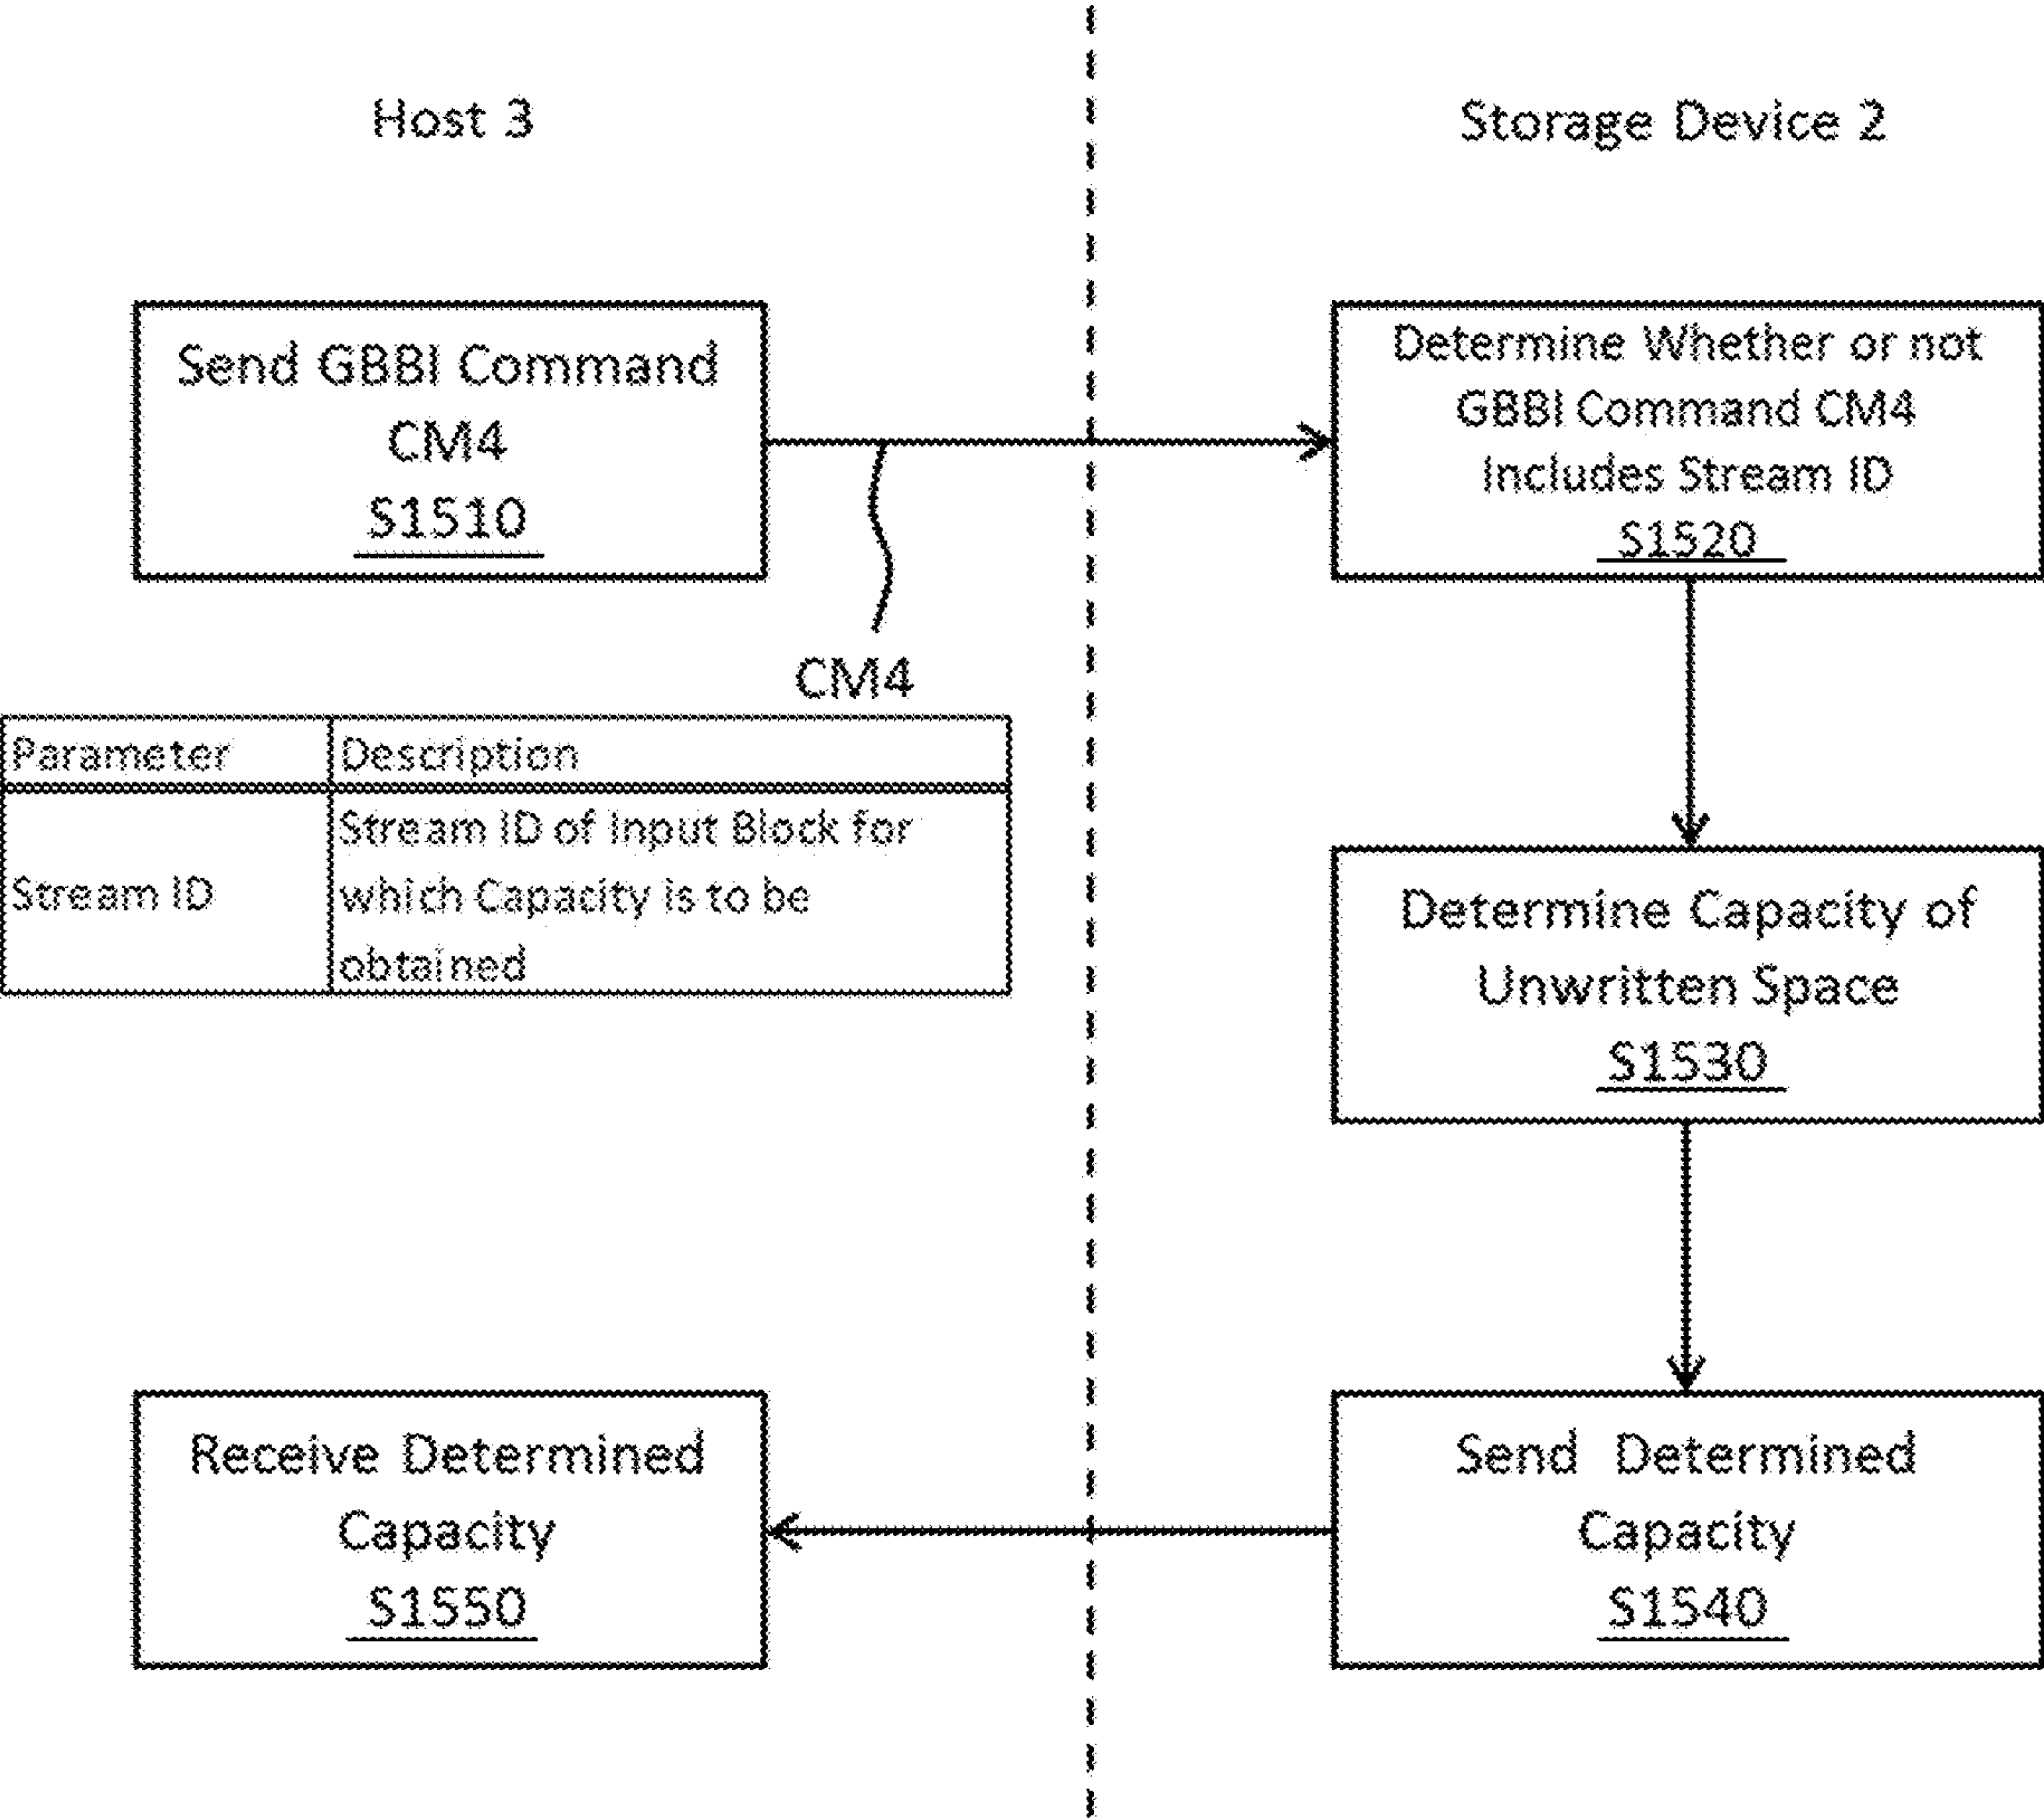 Host 3
Storage Device 2
Send GBBI Command
CM4
S1510
Determine Whether or not
GBBI Command CM4
Includes Stream ID
S1520
CM4
Parameter Description
Stream ID
Stream ID of Input Block for
which Capacity is to be
obtained
Determine Capacity of
Unwritten Space
S1530
Receive Determined
Capacity
S1550
Send Determined
Capacity
S1540